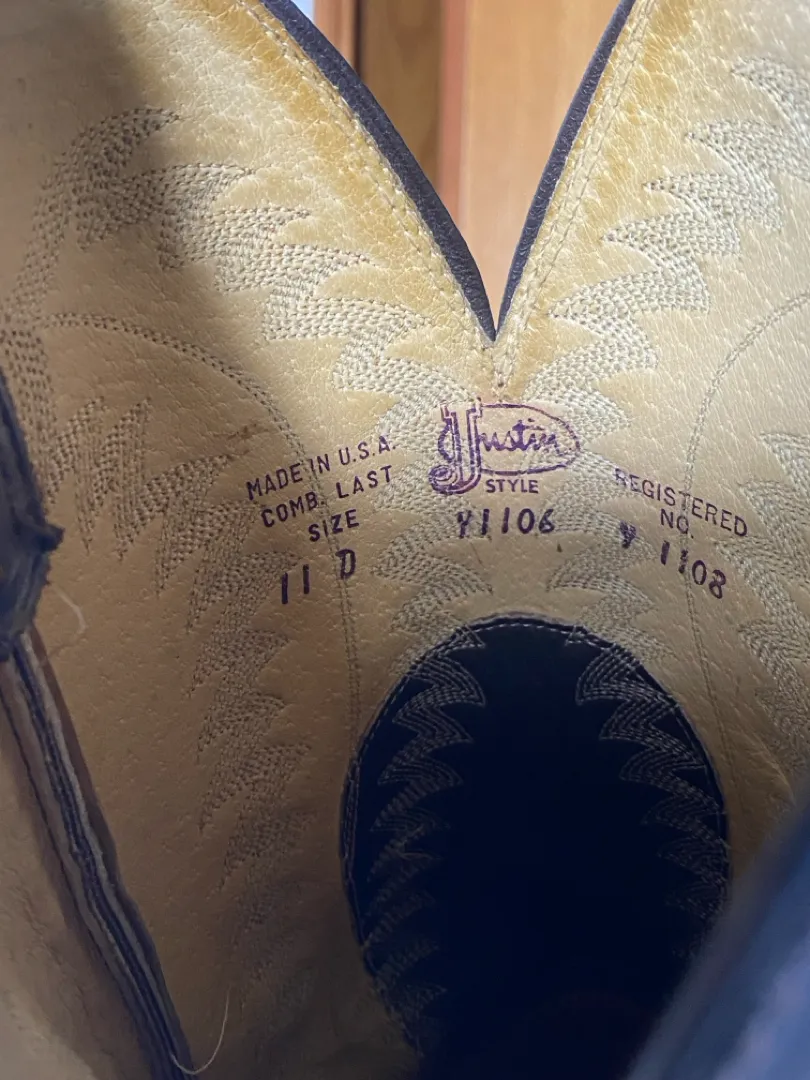 MADE IN U.S.A.
COMB. LAST
SIZE
11 D
Justin
STYLE
Y1106
REGISTERED
NO.
y 1108